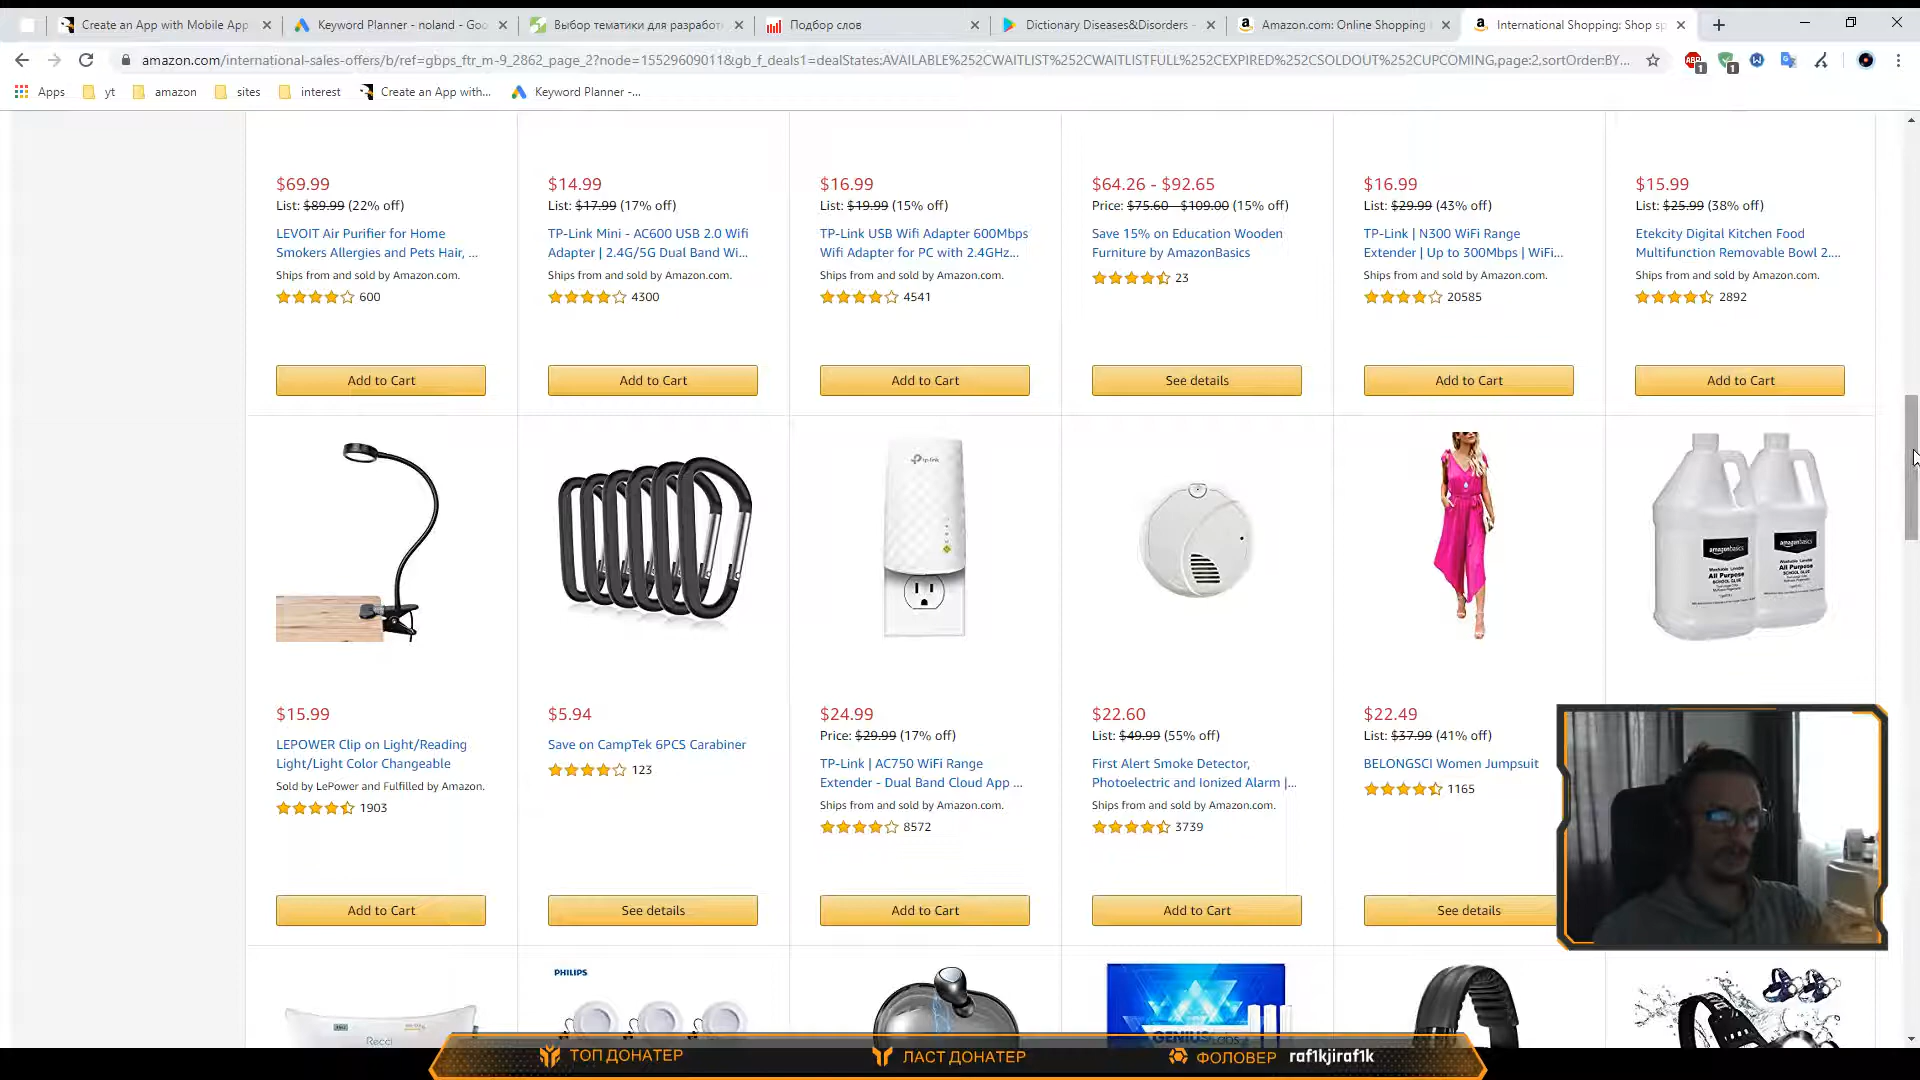 Create an App with Mobile App
Keyword Planner - noland - Goo
Выбор тематики для разработ
Подбор слов
Dictionary Diseases&Disorders -
Amazon.com: Online Shopping
International Shopping: Shop sp
amazon.com/international-sales-offers/b/ref=gbps_ftr_m-9_2862_page_2?node=15529609011&gb_f_deals1=dealStates:AVAILABLE%252CWAITLIST%252CWAITLISTFULL%252CEXPIRED%252CSOLDOUT%252CUPCOMING,page:2,sortOrder:BY...
Apps yt amazon sites interest Create an App with... Keyword Planner -...
$69.99
List: $89.99 (22% off)
LEVOIT Air Purifier for Home
Smokers Allergies and Pets Hair, ...
Ships from and sold by Amazon.com.
600
Add to Cart
$14.99
List: $17.99 (17% off)
TP-Link Mini - AC600 USB 2.0 Wifi
Adapter | 2.4G/5G Dual Band Wi...
Ships from and sold by Amazon.com.
4300
Add to Cart
$16.99
List: $19.99 (15% off)
TP-Link USB Wifi Adapter 600Mbps
Wifi Adapter for PC with 2.4GHz...
Ships from and sold by Amazon.com.
4541
Add to Cart
$64.26 - $92.65
Price: $75.60 - $109.00 (15% off)
Save 15% on Education Wooden
Furniture by AmazonBasics
23
See details
$16.99
List: $29.99 (43% off)
TP-Link | N300 WiFi Range
Extender | Up to 300Mbps | WiFi...
Ships from and sold by Amazon.com.
20585
Add to Cart
$15.99
List: $25.99 (38% off)
Etekcity Digital Kitchen Food
Multifunction Removable Bowl 2....
Ships from and sold by Amazon.com.
2892
Add to Cart
$15.99
LEPOWER Clip on Light/Reading
Light/Light Color Changeable
Sold by LePower and Fulfilled by Amazon.
1903
Add to Cart
$5.94
Save on CampTek 6PCS Carabiner
123
See details
tp-link
$24.99
Price: $29.99 (17% off)
TP-Link | AC750 WiFi Range
Extender - Dual Band Cloud App ...
Ships from and sold by Amazon.com.
8572
Add to Cart
$22.60
List: $49.99 (55% off)
First Alert Smoke Detector,
Photoelectric and Ionized Alarm |...
Ships from and sold by Amazon.com.
3739
Add to Cart
$22.49
List: $37.99 (41% off)
BELONGSCI Women Jumpsuit
1165
See details
amazonbasics
All Purpose
SCHOOL GLUE
amazonbasics
All Purpose
SCHOOL GLUE
Recci
PHILIPS
GENIUS LABS
ТОП ДОНАТЕР
ЛАСТ ДОНАТЕР
ФОЛОВЕР raf1kjiraf1k